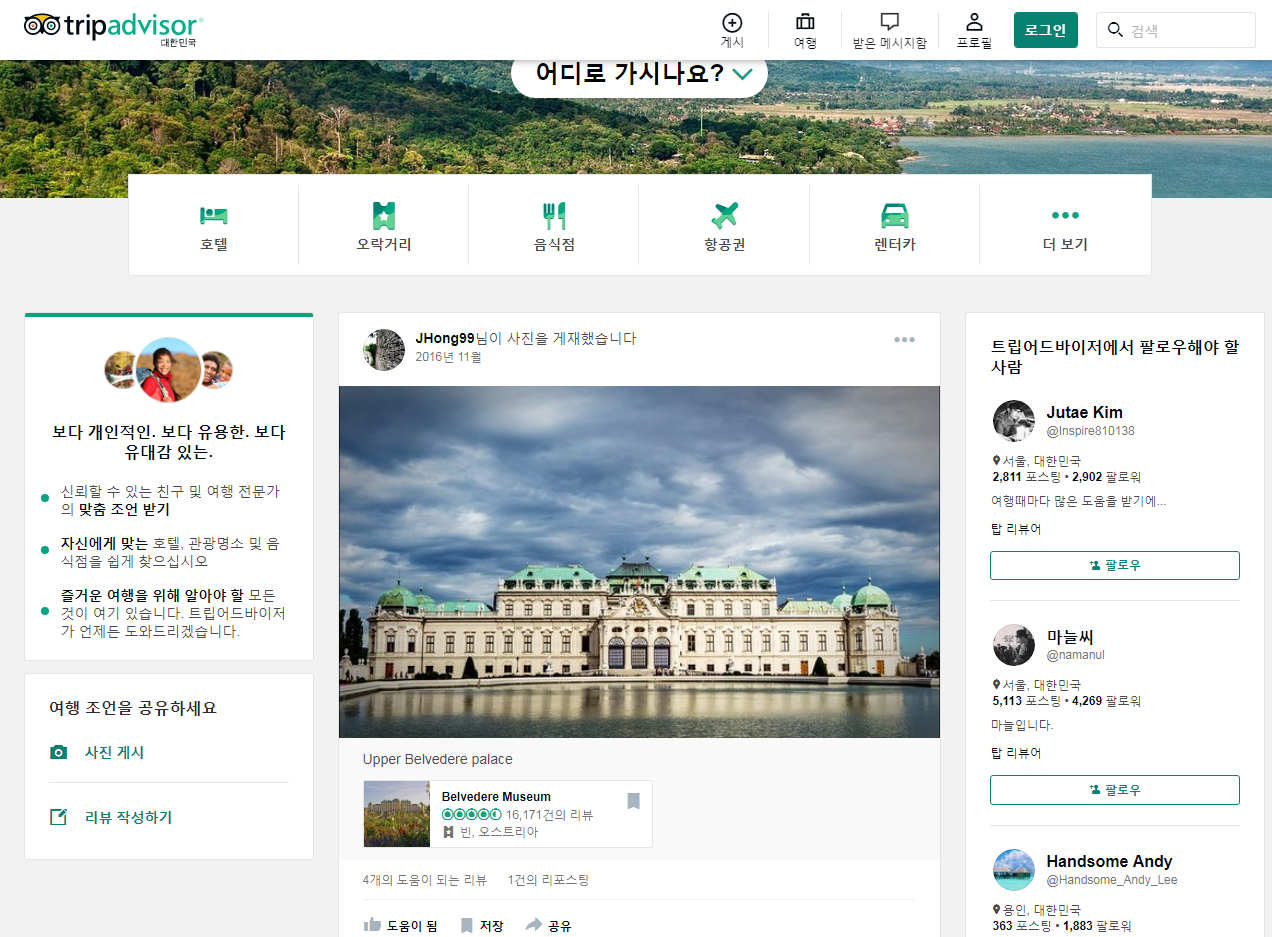 tripadvisor®
대한민국
게시
여행
받은 메시지함
프로필
로그인
검색
어디로 가시나요?
호텔
오락거리
음식점
항공권
렌터카
더 보기
보다 개인적인. 보다 유용한. 보다
유대감 있는.
신뢰할 수 있는 친구 및 여행 전문가
의 맞춤 조언 받기
자신에게 맞는 호텔, 관광명소 및 음
식점을 쉽게 찾으십시오
즐거운 여행을 위해 알아야 할 모든
것이 여기 있습니다. 트립어드바이저
가 언제든 도와드리겠습니다.
여행 조언을 공유하세요
사진 게시
리뷰 작성하기
JHong99님이 사진을 게재했습니다
2016년 11월
Upper Belvedere palace
Belvedere Museum
16,171건의 리뷰
빈, 오스트리아
4개의 도움이 되는 리뷰 1건의 리포스팅
도움이 됨 저장 공유
트립어드바이저에서 팔로우해야 할
사람
Jutae Kim
@Inspire810138
서울, 대한민국
2,811 포스팅 • 2,902 팔로워
여행때마다 많은 도움을 받기에...
탑 리뷰어
팔로우
마늘씨
@namanul
서울, 대한민국
5,113 포스팅 • 4,269 팔로워
마늘입니다.
탑 리뷰어
팔로우
Handsome Andy
@Handsome_Andy_Lee
용인, 대한민국
363 포스팅 • 1,883 팔로워